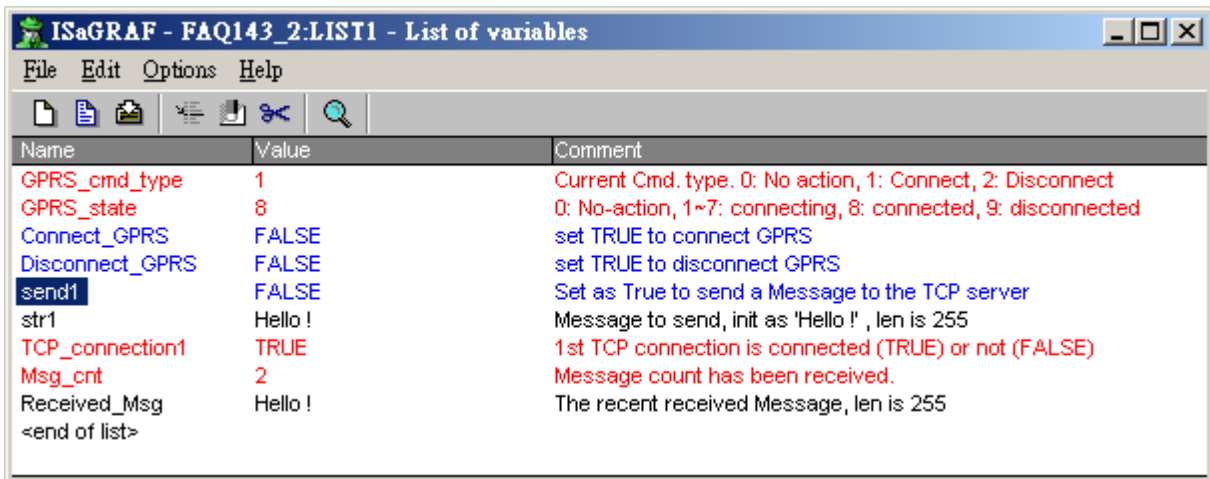 ISaGRAF - FAQ143_2:LIST1 - List of variables
File Edit Options Help
Name Value Comment
GPRS_cmd_type 1 Current Cmd. type. 0: No action, 1: Connect, 2: Disconnect
GPRS_state 8 0: No-action, 1~7: connecting, 8: connected, 9: disconnected
Connect_GPRS FALSE set TRUE to connect GPRS
Disconnect_GPRS FALSE set TRUE to disconnect GPRS
send1 FALSE Set as True to send a Message to the TCP server
str1 Hello ! Message to send, init as 'Hello !' , len is 255
TCP_connection1 TRUE 1st TCP connection is connected (TRUE) or not (FALSE)
Msg_cnt 2 Message count has been received.
Received_Msg Hello ! The recent received Message, len is 255
<end of list>